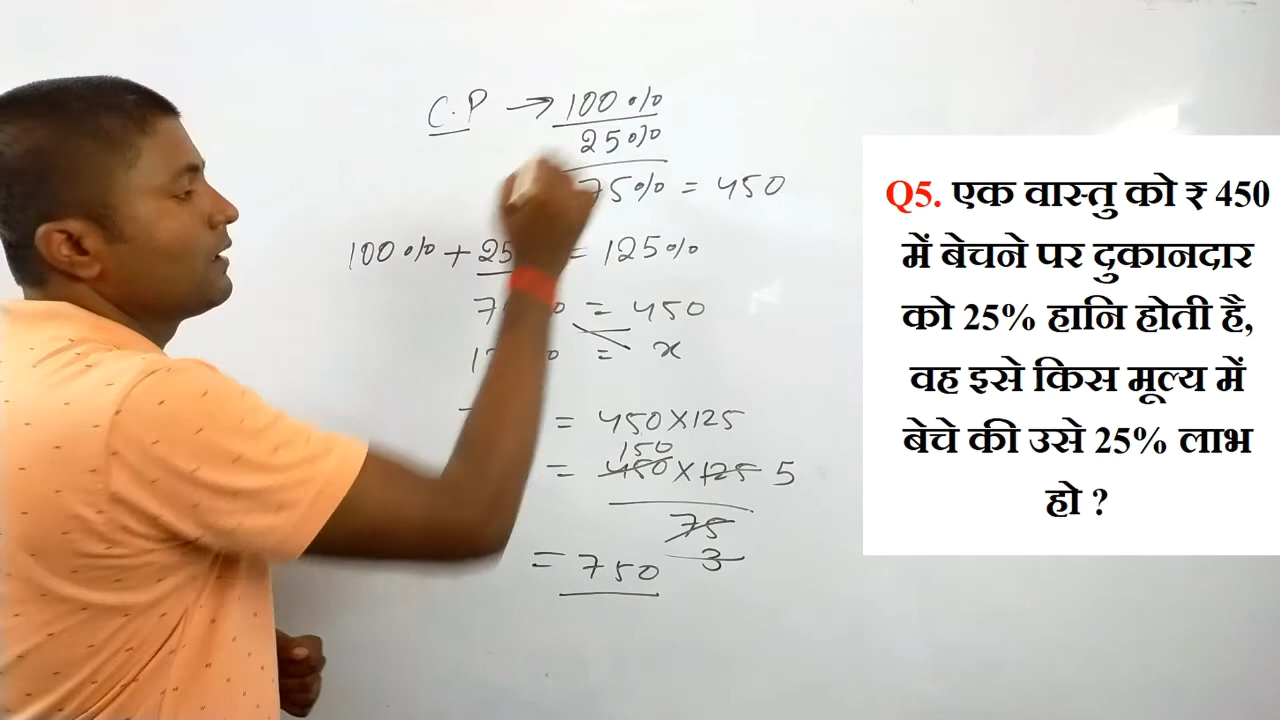 C.P → 100%
25%
75% = 450
100% + 25 = 125%
= 450
= x
= 450×125
150
= 450×125 5
75
3
= 750
Q5. एक वास्तु को ₹ 450
में बेचने पर दुकानदार
को 25% हानि होती है,
वह इसे किस मूल्य में
बेचे की उसे 25% लाभ
हो ?